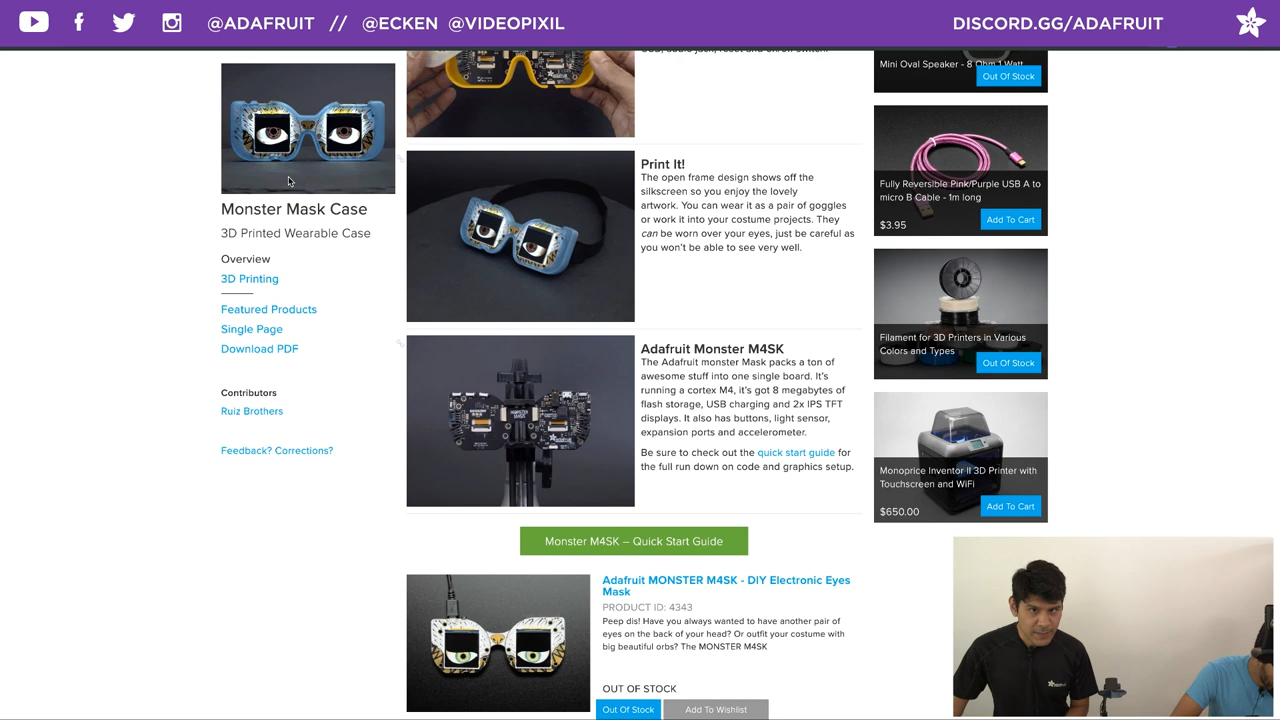 @ADAFRUIT // @ECKEN @VIDEOPIXIL
DISCORD.GG/ADAFRUIT
Monster Mask Case
3D Printed Wearable Case
Overview
3D Printing
Featured Products
Single Page
Download PDF
Contributors
Ruiz Brothers
Feedback? Corrections?
Print It!
The open frame design shows off the
silkscreen so you enjoy the lovely
artwork. You can wear it as a pair of goggles
or work it into your costume projects. They
can be worn over your eyes, just be careful as
you won't be able to see very well.
Adafruit Monster M4SK
The Adafruit monster Mask packs a ton of
awesome stuff into one single board. It's
running a cortex M4, it's got 8 megabytes of
flash storage, USB charging and 2x IPS TFT
displays. It also has buttons, light sensor,
expansion ports and accelerometer.
Be sure to check out the quick start guide for
the full run down on code and graphics setup.
MONSTER
MASK
Monster M4SK – Quick Start Guide
Adafruit MONSTER M4SK - DIY Electronic Eyes
Mask
PRODUCT ID: 4343
Peep dis! Have you always wanted to have another pair of
eyes on the back of your head? Or outfit your costume with
big beautiful orbs? The MONSTER M4SK
OUT OF STOCK
Out Of Stock
Add To Wishlist
Mini Oval Speaker - 8 Ohm 1 Watt
Out Of Stock
Fully Reversible Pink/Purple USB A to
micro B Cable - 1m long
$3.95
Add To Cart
Filament for 3D Printers in Various
Colors and Types
Out Of Stock
Monoprice Inventor II 3D Printer with
Touchscreen and WiFi
$650.00
Add To Cart